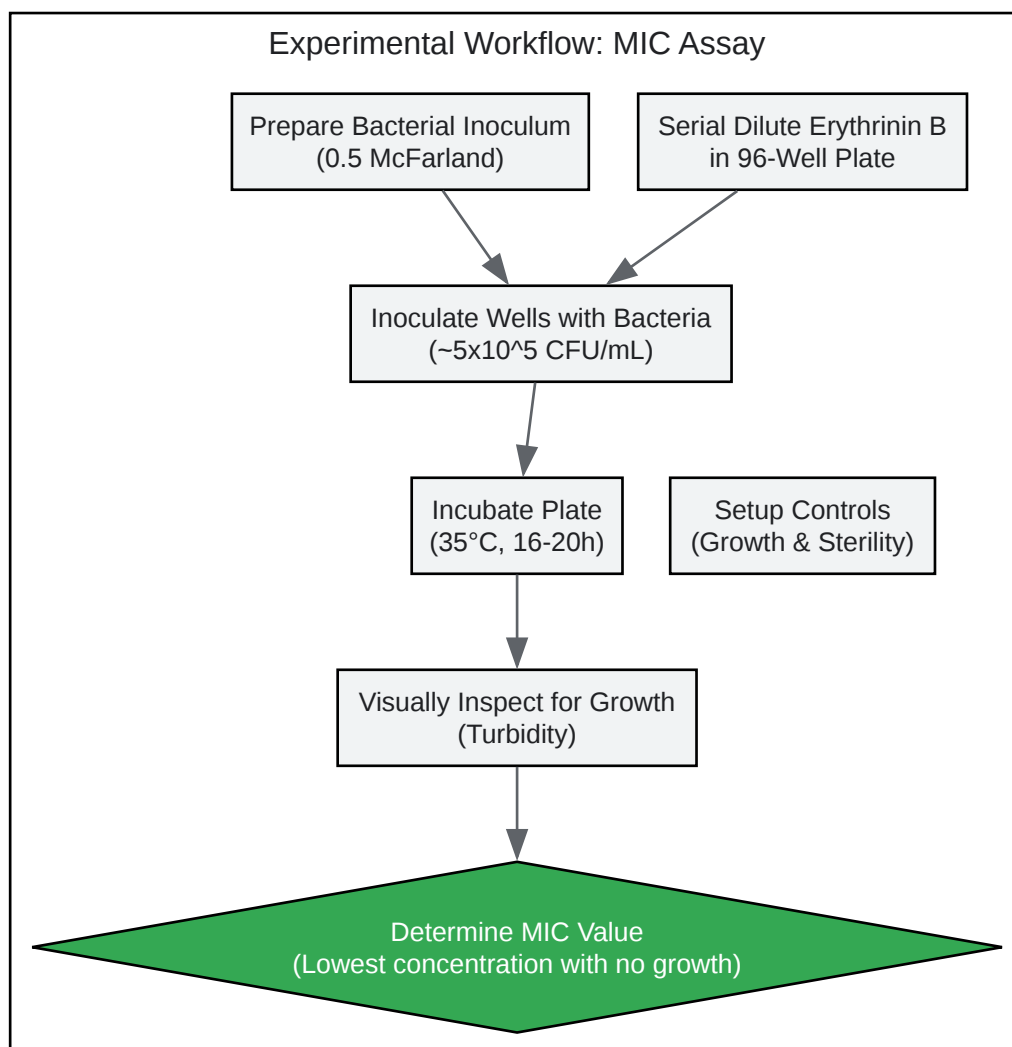 Experimental Workflow: MIC Assay
Prepare Bacterial Inoculum
(0.5 McFarland)
Serial Dilute Erythrinin B
in 96-Well Plate
Inoculate Wells with Bacteria
(~5x10^5 CFU/mL)
Incubate Plate
(35°C, 16-20h)
Setup Controls
(Growth & Sterility)
Visually Inspect for Growth
(Turbidity)
Determine MIC Value
(Lowest concentration with no growth)